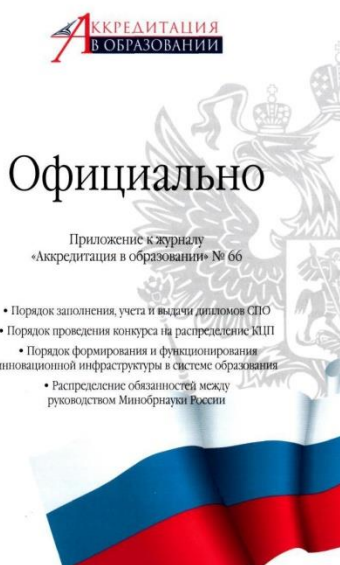 Аккредитация
в образовании
Официально
Приложение к журналу
«Аккредитация в образовании» № 66
• Порядок заполнения, учета и выдачи дипломов СПО
• Порядок проведения конкурса на распределение КЦП
• Порядок формирования и функционирования
инновационной инфраструктуры в системе образования
• Распределение обязанностей между
руководством Минобрнауки России